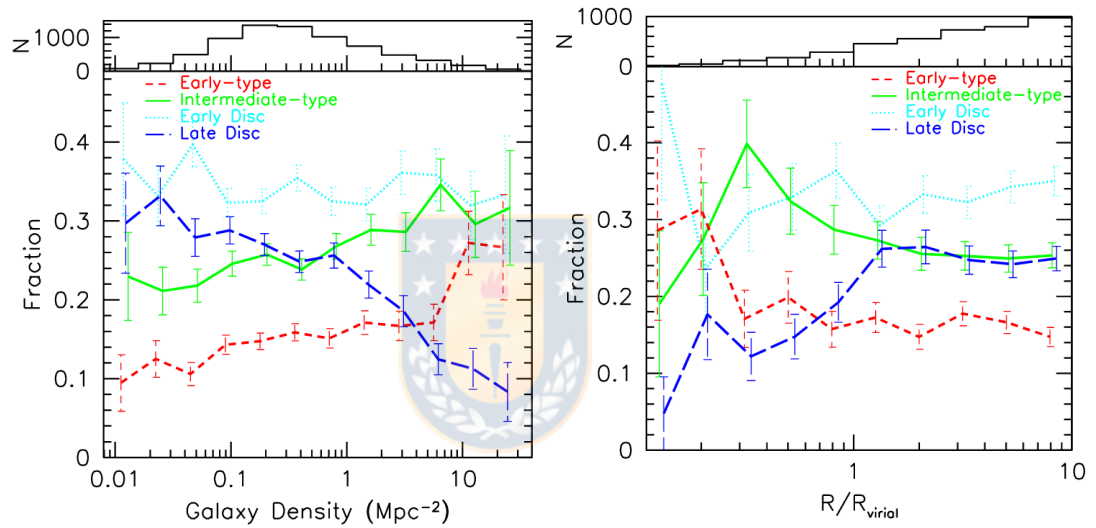 N
1000
0
Early-type
Intermediate-type
Early Disc
Late Disc
Fraction
0.4
0.3
0.2
0.1
0
0.01
0.1
1
10
Galaxy Density (Mpc⁻²)
N
1000
0
Early-type
Intermediate-type
Early Disc
Late Disc
Fraction
0.4
0.3
0.2
0.1
0
1
10
R/Rvirial